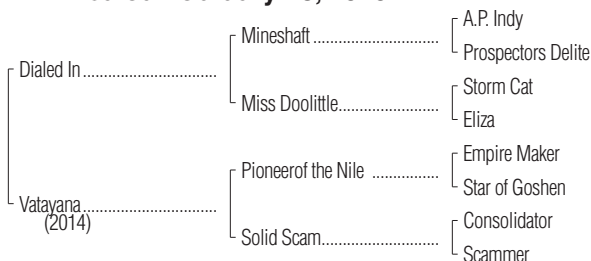 A.P. Indy
Mineshaft ....................................
Prospectors Delite
Dialed In .......................................
Storm Cat
Miss Doolittle.............................
Eliza
Empire Maker
Pioneerof the Nile ...................
Star of Goshen
Vatayana .......................................
(2014)
Consolidator
Solid Scam..................................
Scammer